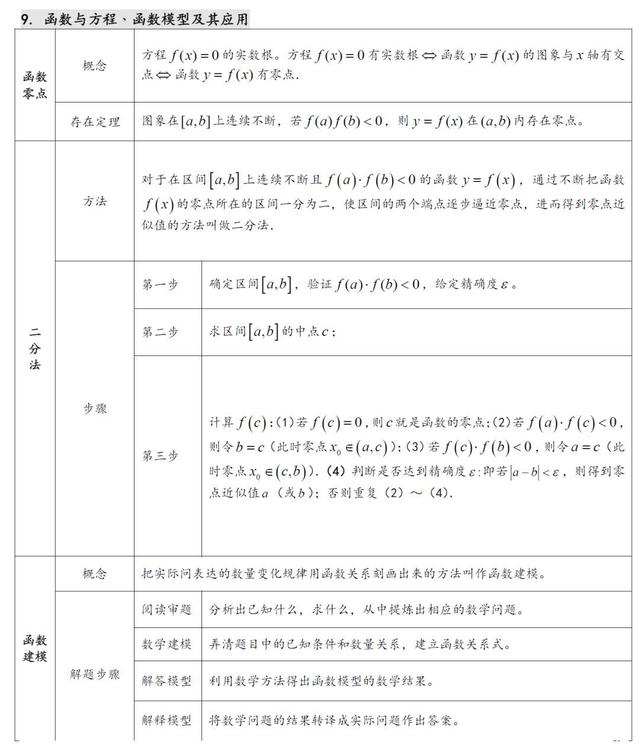 9. 函数与方程、函数模型及其应用
函数
零点
概念
方程 f(x)=0 的实数根。方程 f(x)=0 有实数根⇔函数 y=f(x) 的图象与 x 轴有交
点⇔函数 y=f(x) 有零点.
存在定理
图象在[a,b]上连续不断，若 f(a)f(b)<0，则 y=f(x) 在(a,b)内存在零点。
二
分
法
方法
对于在区间[a,b]上连续不断且 f(a)·f(b)<0 的函数 y=f(x)，通过不断把函数
f(x)的零点所在的区间一分为二，使区间的两个端点逐步逼近零点，进而得到零点近
似值的方法叫做二分法.
步骤
第一步
确定区间[a,b]，验证 f(a)·f(b)<0，给定精确度ε。
第二步
求区间[a,b]的中点c；
第三步
计算 f(c)：(1)若 f(c)=0，则c就是函数的零点；(2)若 f(a)·f(c)<0，
则令b=c（此时零点x₀∈(a,c)）；(3)若 f(c)·f(b)<0，则令a=c（此
时零点x₀∈(c,b)）.(4)判断是否达到精确度ε：即若|a−b|<ε，则得到零
点近似值a（或b）；否则重复（2）～（4）.
函数
建模
概念
把实际问表达的数量变化规律用函数关系刻画出来的方法叫作函数建模。
解题步骤
阅读审题
分析出已知什么，求什么，从中提炼出相应的数学问题。
数学建模
弄清题目中的已知条件和数量关系，建立函数关系式。
解答模型
利用数学方法得出函数模型的数学结果。
解释模型
将数学问题的结果转译成实际问题作出答案。